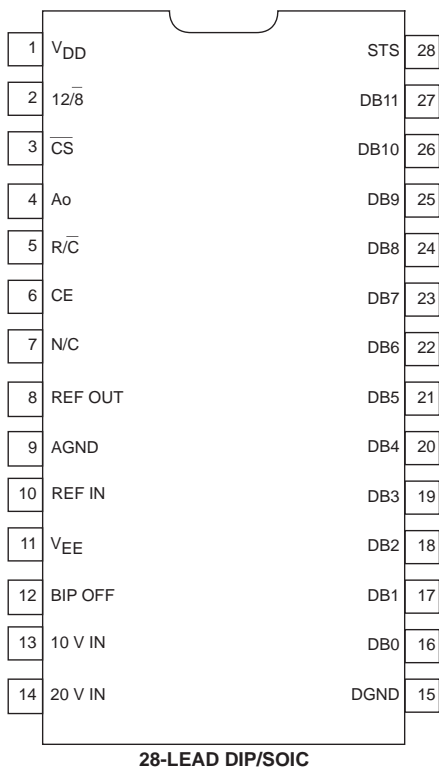 1 VDD STS 28
2 12/8̅ DB11 27
3 C̅S̅ DB10 26
4 Ao DB9 25
5 R/C̅ DB8 24
6 CE DB7 23
7 N/C DB6 22
8 REF OUT DB5 21
9 AGND DB4 20
10 REF IN DB3 19
11 VEE DB2 18
12 BIP OFF DB1 17
13 10 V IN DB0 16
14 20 V IN DGND 15
28-LEAD DIP/SOIC